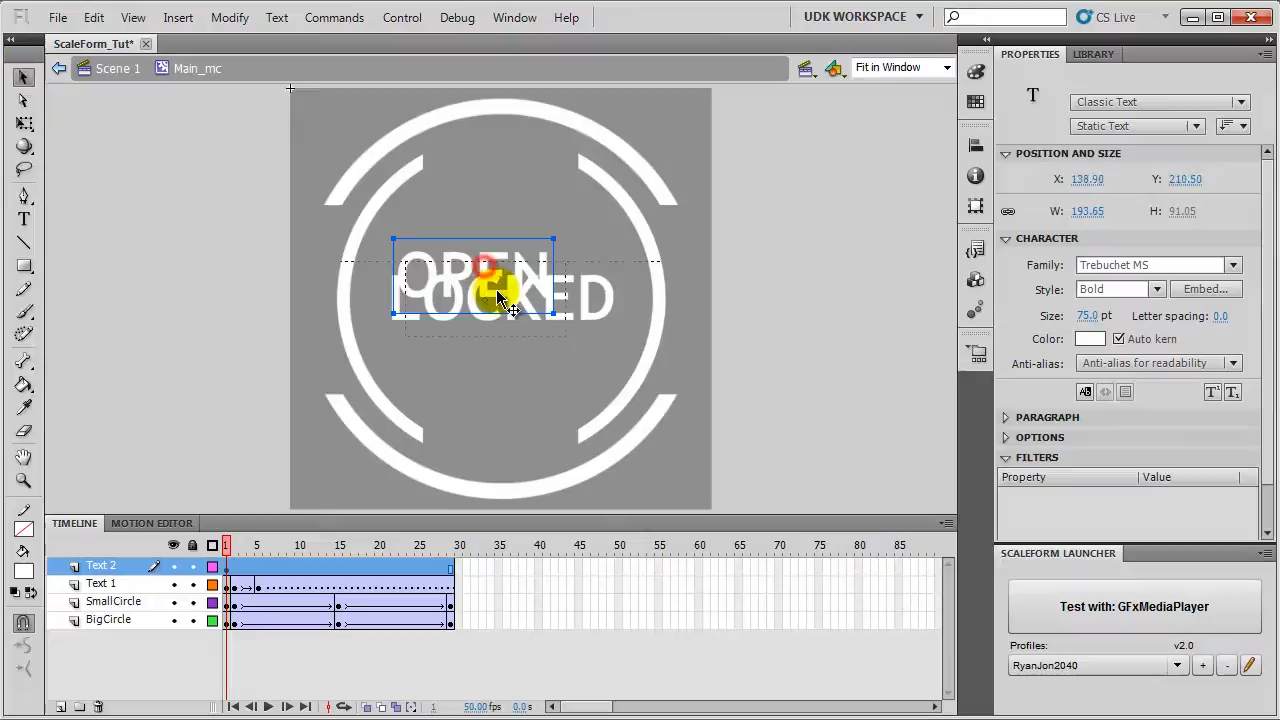 Fl File Edit View Insert Modify Text Commands Control Debug Window Help UDK WORKSPACE CS Live
ScaleForm_Tut*
Scene 1 Main_mc Fit in Window
OPEN
LOCKED
PROPERTIES LIBRARY
T Classic Text
Static Text
POSITION AND SIZE
X: 138.90 Y: 210.50
W: 193.65 H: 91.05
CHARACTER
Family: Trebuchet MS
Style: Bold Embed...
Size: 75.0 pt Letter spacing: 0.0
Color: Auto kern
Anti-alias: Anti-alias for readability
PARAGRAPH
OPTIONS
FILTERS
Property Value
SCALEFORM LAUNCHER
Test with: GFxMediaPlayer
Profiles: v2.0
RyanJon2040 + -
TIMELINE MOTION EDITOR
1 5 10 15 20 25 30 35 40 45 50 55 60 65 70 75 80 85
Text 2
Text 1
SmallCircle
BigCircle
1 50.00 fps 0.0 s